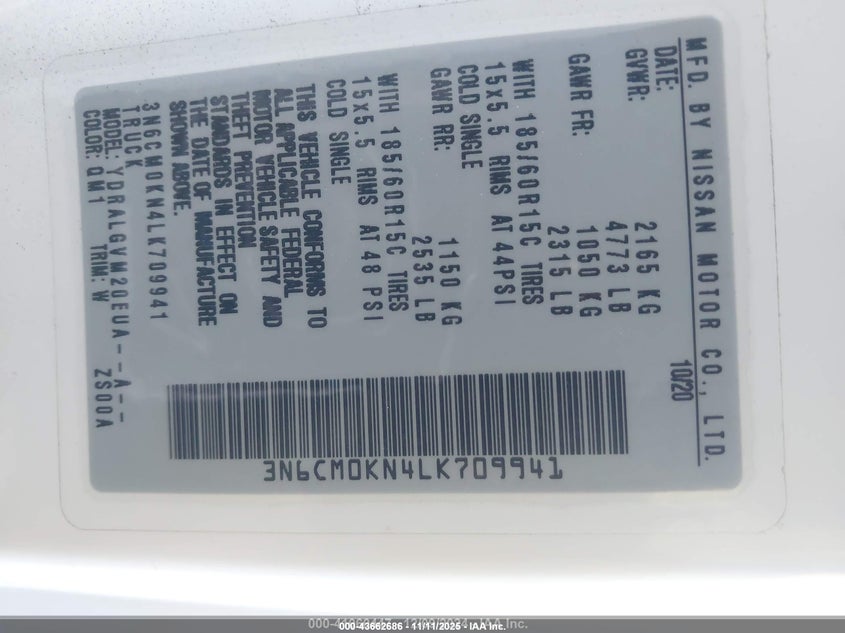 MFD. BY NISSAN MOTOR CO., LTD.
DATE: 10/20
GVWR: 2165 KG
4773 LB
GAWR FR: 1050 KG
2315 LB
WITH 185/60R15C TIRES
15X5.5 RIMS AT 44PSI
COLD SINGLE
GAWR RR: 1150 KG
2535 LB
WITH 185/60R15C TIRES
15X5.5 RIMS AT 48 PSI
COLD SINGLE
THIS VEHICLE CONFORMS TO
ALL APPLICABLE FEDERAL
MOTOR VEHICLE SAFETY AND
THEFT PREVENTION
STANDARDS IN EFFECT ON
THE DATE OF MANUFACTURE
SHOWN ABOVE.
3N6CM0KN4LK709941
TRUCK
MODEL: YDRALGVM20EUA--A--
COLOR: QM1 TRIM: W ZS00A
3N6CM0KN4LK709941
000-43662686 - 11/11/2025 - IAA Inc.